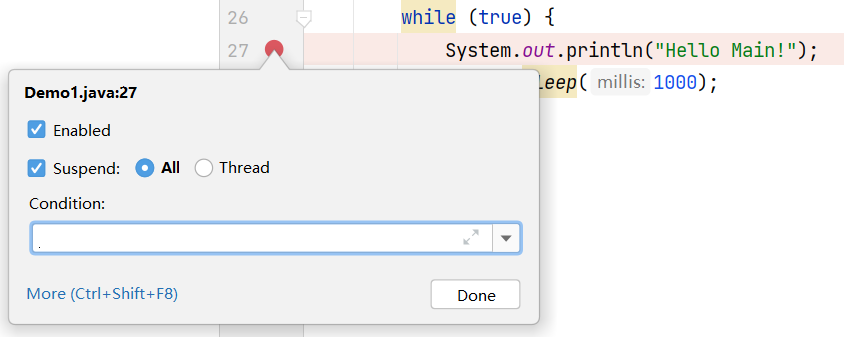 26 while (true) {
27 System.out.println("Hello Main!");
leep( millis: 1000);
Demo1.java:27
Enabled
Suspend: All Thread
Condition:
.
More (Ctrl+Shift+F8) Done